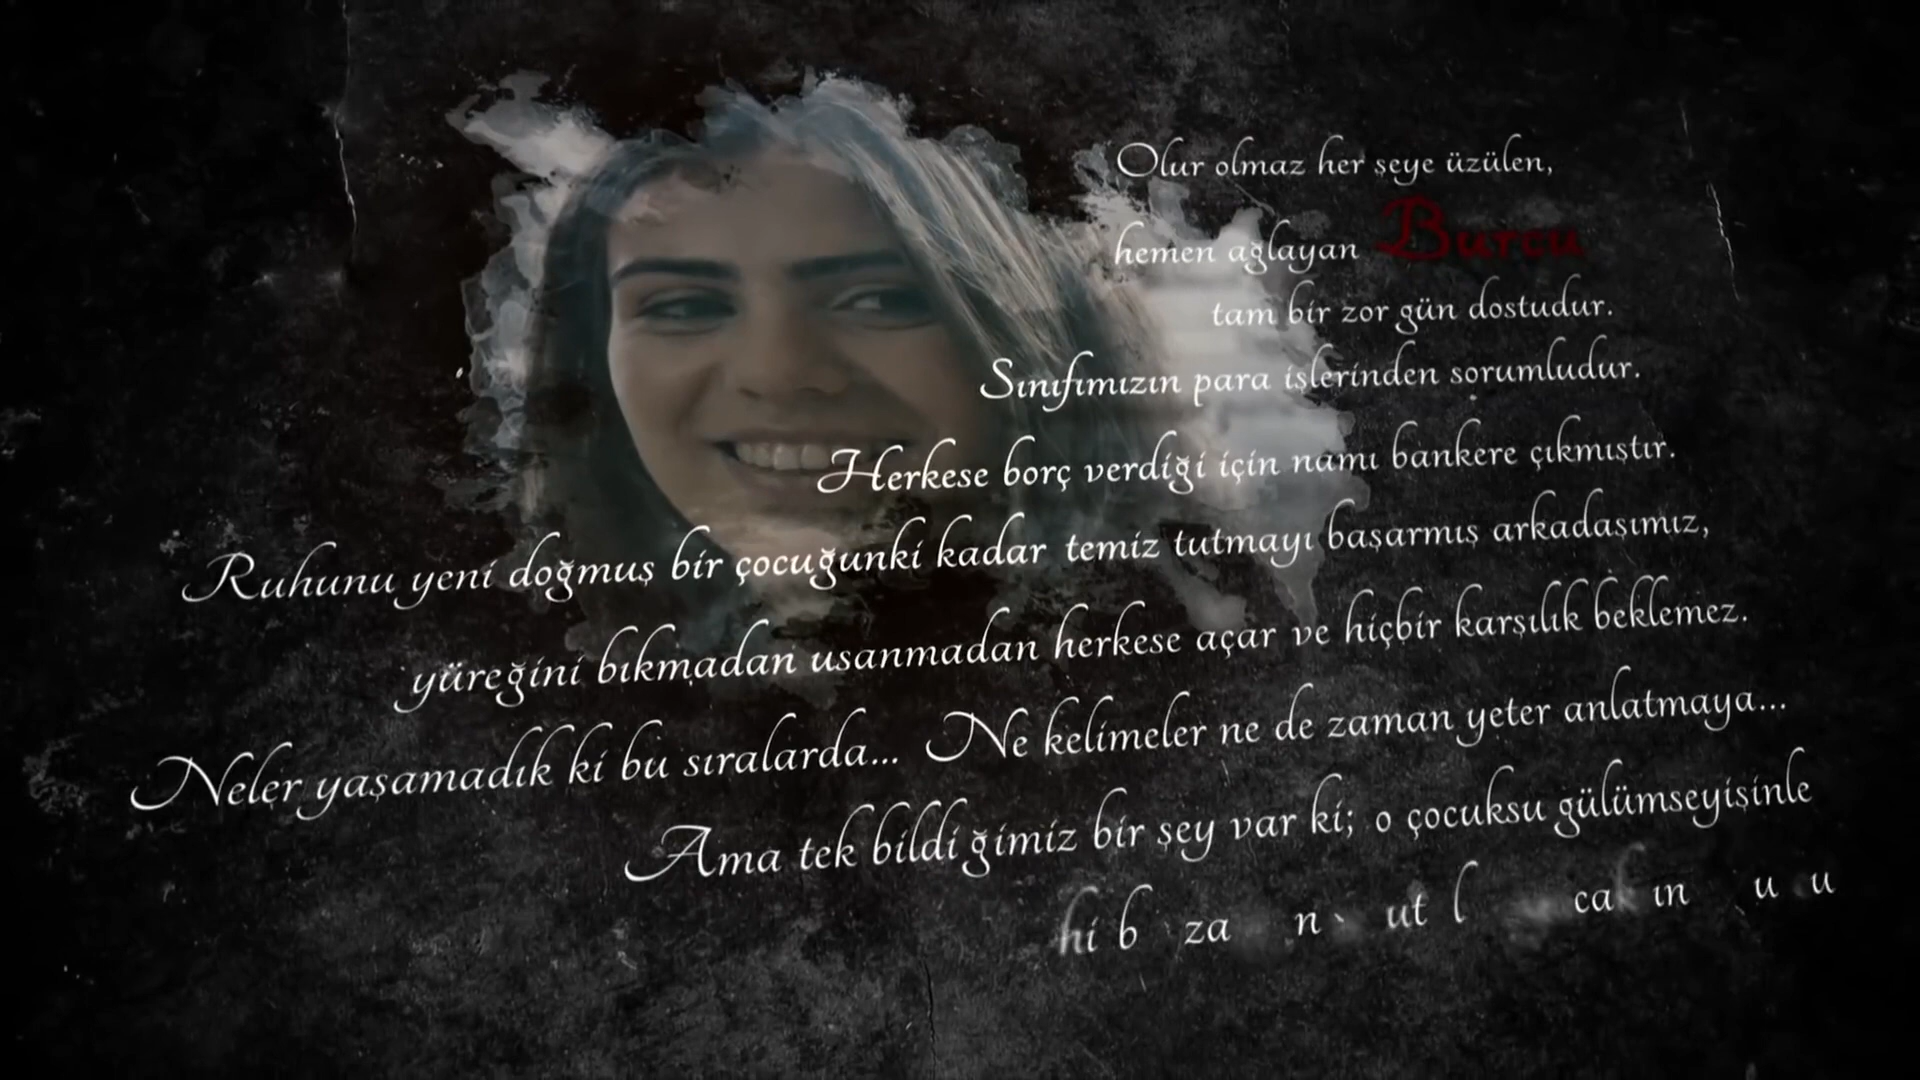 Olur olmaz her şeye üzülen,
hemen ağlayan Burcu
tam bir zor gün dostudur.
Sınıfımızın para işlerinden sorumludur.
Herkese borç verdiği için namı bankere çıkmıştır.
Ruhunu yeni doğmuş bir çocuğunki kadar temiz tutmayı başarmış arkadaşımız,
yüreğini bıkmadan usanmadan herkese açar ve hiçbir karşılık beklemez.
Neler yaşamadık ki bu sıralarda... Ne kelimeler ne de zaman yeter anlatmaya...
Ama tek bildiğimiz bir şey var ki; o çocuksu gülümseyişinle